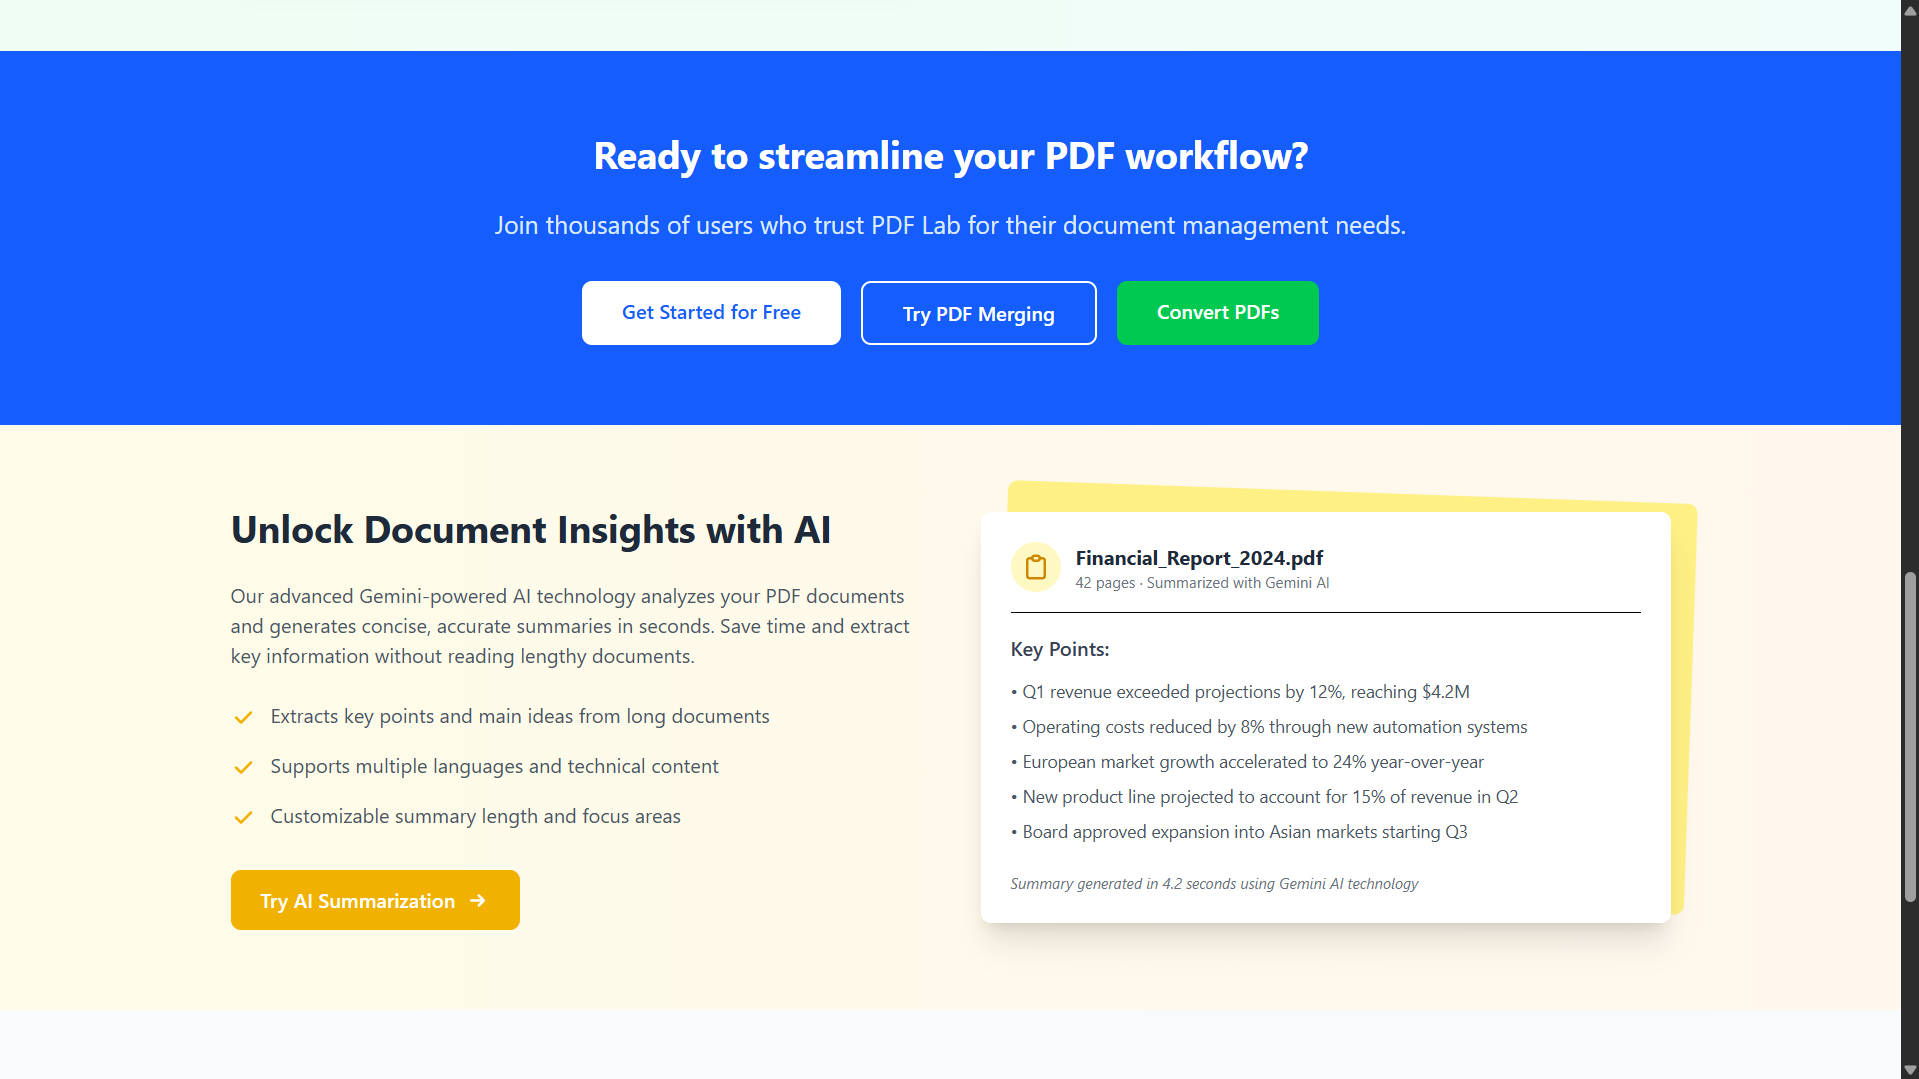 Ready to streamline your PDF workflow?
Join thousands of users who trust PDF Lab for their document management needs.
Get Started for Free
Try PDF Merging
Convert PDFs
Unlock Document Insights with AI
Our advanced Gemini-powered AI technology analyzes your PDF documents
and generates concise, accurate summaries in seconds. Save time and extract
key information without reading lengthy documents.
Extracts key points and main ideas from long documents
Supports multiple languages and technical content
Customizable summary length and focus areas
Try AI Summarization
Financial_Report_2024.pdf
42 pages · Summarized with Gemini AI
Key Points:
• Q1 revenue exceeded projections by 12%, reaching $4.2M
• Operating costs reduced by 8% through new automation systems
• European market growth accelerated to 24% year-over-year
• New product line projected to account for 15% of revenue in Q2
• Board approved expansion into Asian markets starting Q3
Summary generated in 4.2 seconds using Gemini AI technology